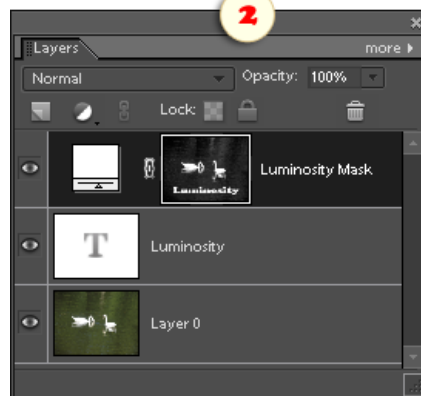 2
Layers more
Normal Opacity: 100%
Lock:
Luminosity Luminosity Mask
T Luminosity
Layer 0